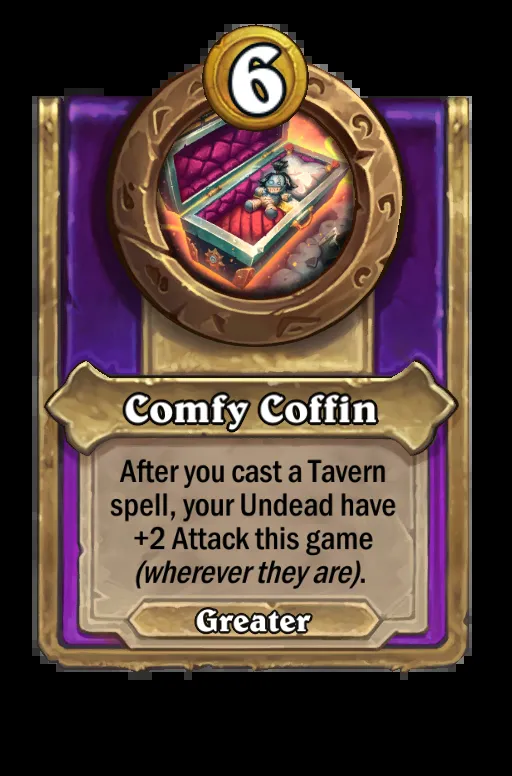 6
Comfy Coffin
After you cast a Tavern
spell, your Undead have
+2 Attack this game
(wherever they are).
Greater